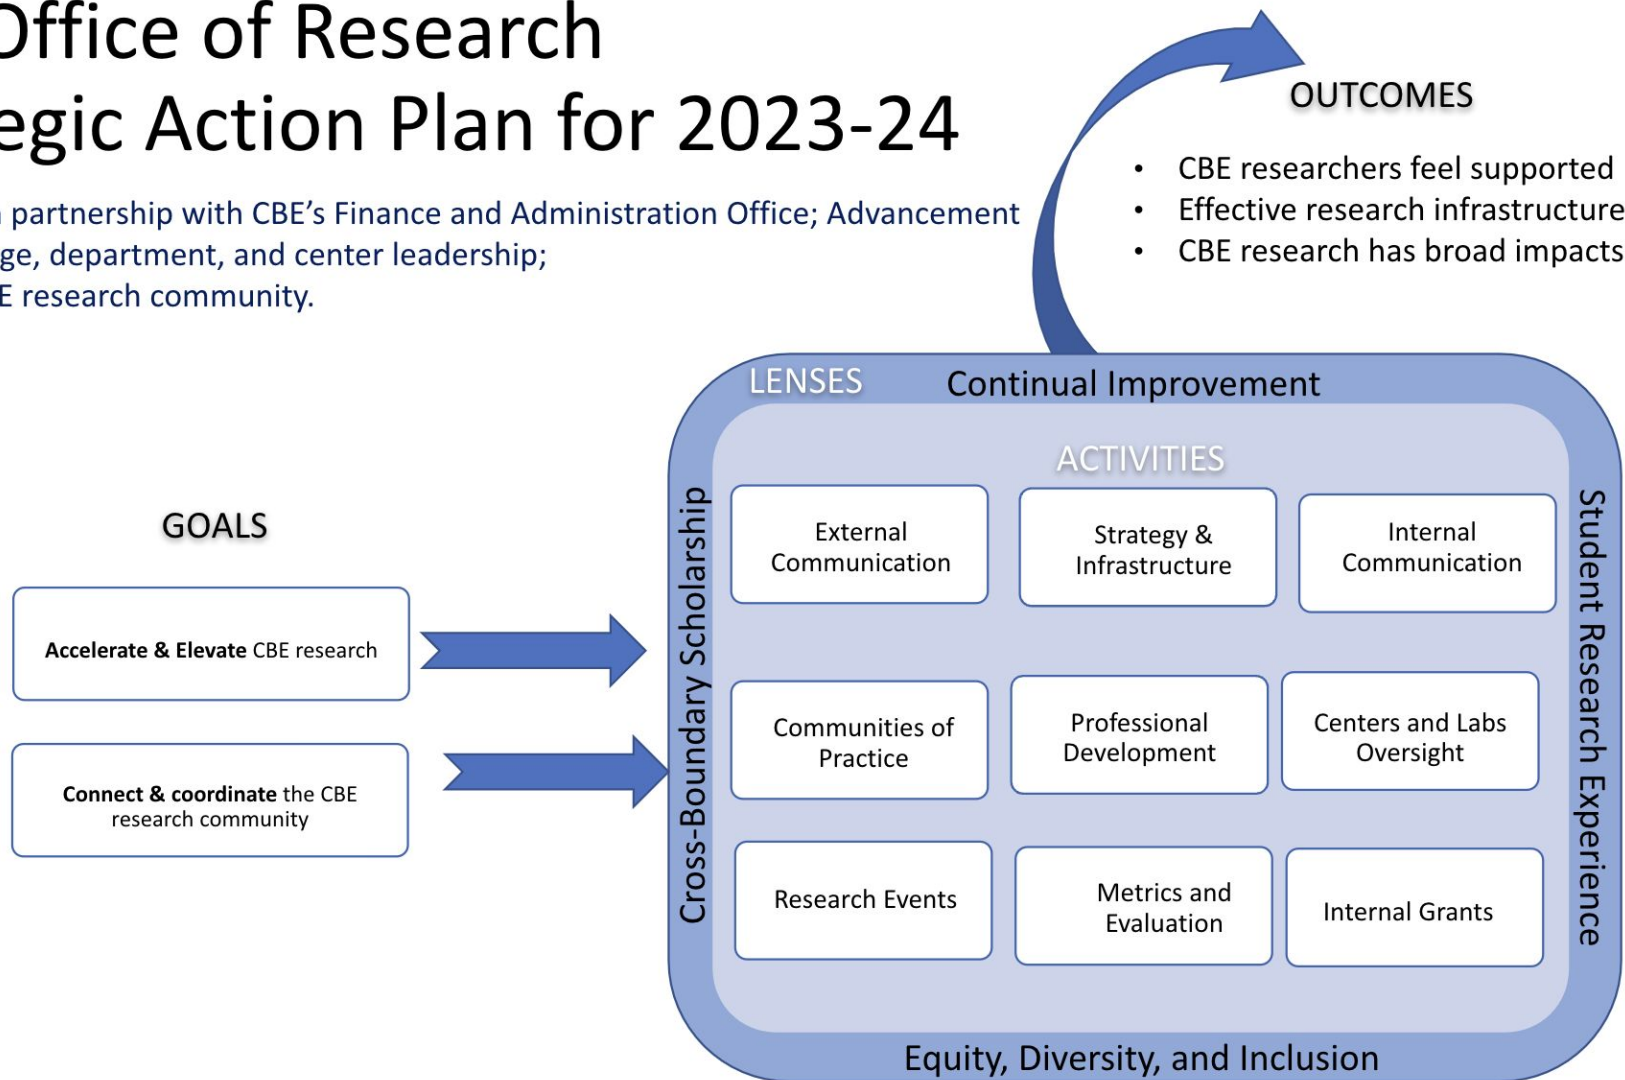 Office of Research
egic Action Plan for 2023-24
partnership with CBE’s Finance and Administration Office; Advancement
ge, department, and center leadership;
E research community.
OUTCOMES
• CBE researchers feel supported
• Effective research infrastructure
• CBE research has broad impacts
GOALS
Accelerate & Elevate CBE research
Connect & coordinate the CBE
research community
LENSES
Continual Improvement
Cross-Boundary Scholarship
Student Research Experience
Equity, Diversity, and Inclusion
ACTIVITIES
External
Communication
Strategy &
Infrastructure
Internal
Communication
Communities of
Practice
Professional
Development
Centers and Labs
Oversight
Research Events
Metrics and
Evaluation
Internal Grants